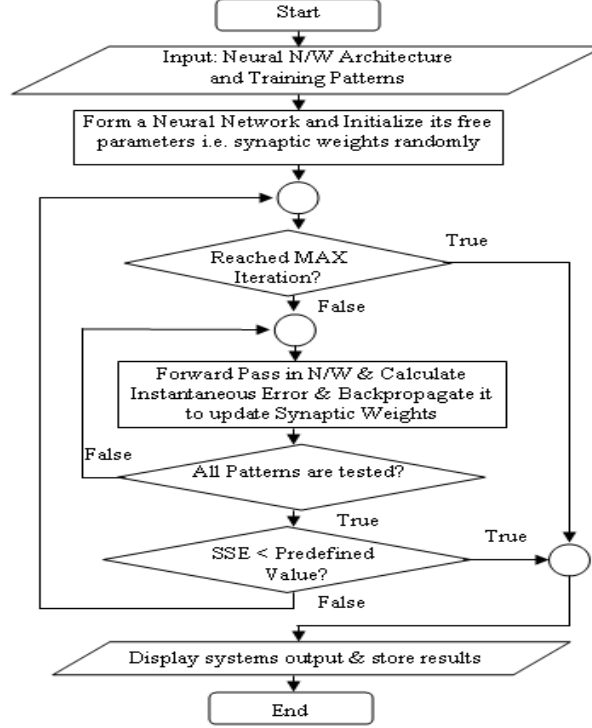 Start
Input: Neural N/W Architecture
and Training Patterns
Form a Neural Network and Initialize its free
parameters i.e. synaptic weights randomly
True
Reached MAX
Iteration?
False
Forward Pass in N/W & Calculate
Instantaneous Error & Backpropagate it
to update Synaptic Weights
False
All Patterns are tested?
True
True
SSE < Predefined
Value?
False
Display systems output & store results
End